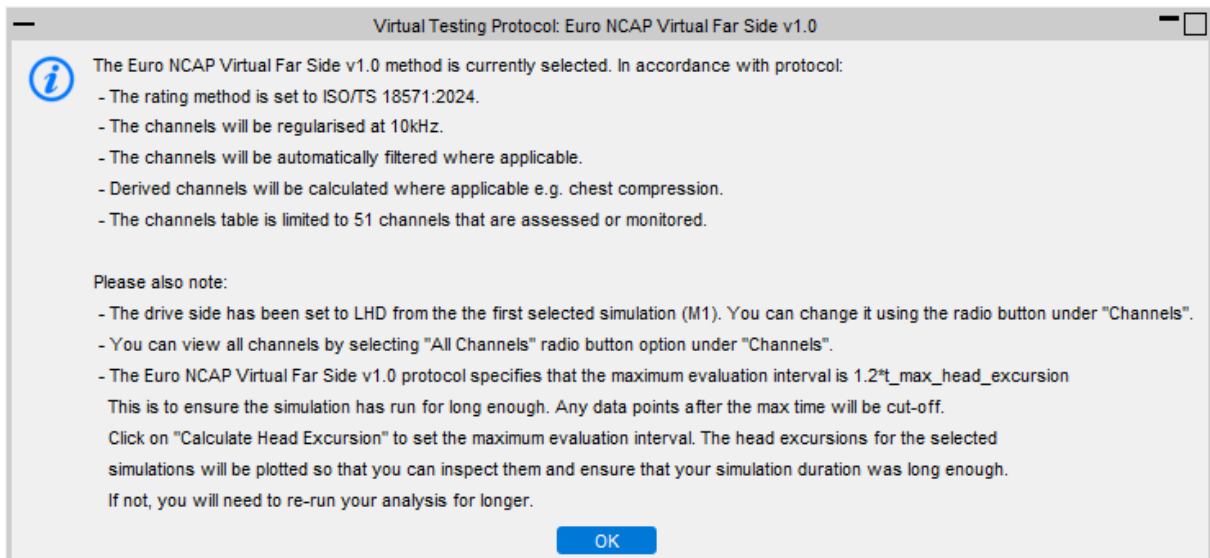 Virtual Testing Protocol: Euro NCAP Virtual Far Side v1.0
The Euro NCAP Virtual Far Side v1.0 method is currently selected. In accordance with protocol:
- The rating method is set to ISO/TS 18571:2024.
- The channels will be regularised at 10kHz.
- The channels will be automatically filtered where applicable.
- Derived channels will be calculated where applicable e.g. chest compression.
- The channels table is limited to 51 channels that are assessed or monitored.
Please also note:
- The drive side has been set to LHD from the the first selected simulation (M1). You can change it using the radio button under "Channels".
- You can view all channels by selecting "All Channels" radio button option under "Channels".
- The Euro NCAP Virtual Far Side v1.0 protocol specifies that the maximum evaluation interval is 1.2*t_max_head_excursion
This is to ensure the simulation has run for long enough. Any data points after the max time will be cut-off.
Click on "Calculate Head Excursion" to set the maximum evaluation interval. The head excursions for the selected
simulations will be plotted so that you can inspect them and ensure that your simulation duration was long enough.
If not, you will need to re-run your analysis for longer.
OK